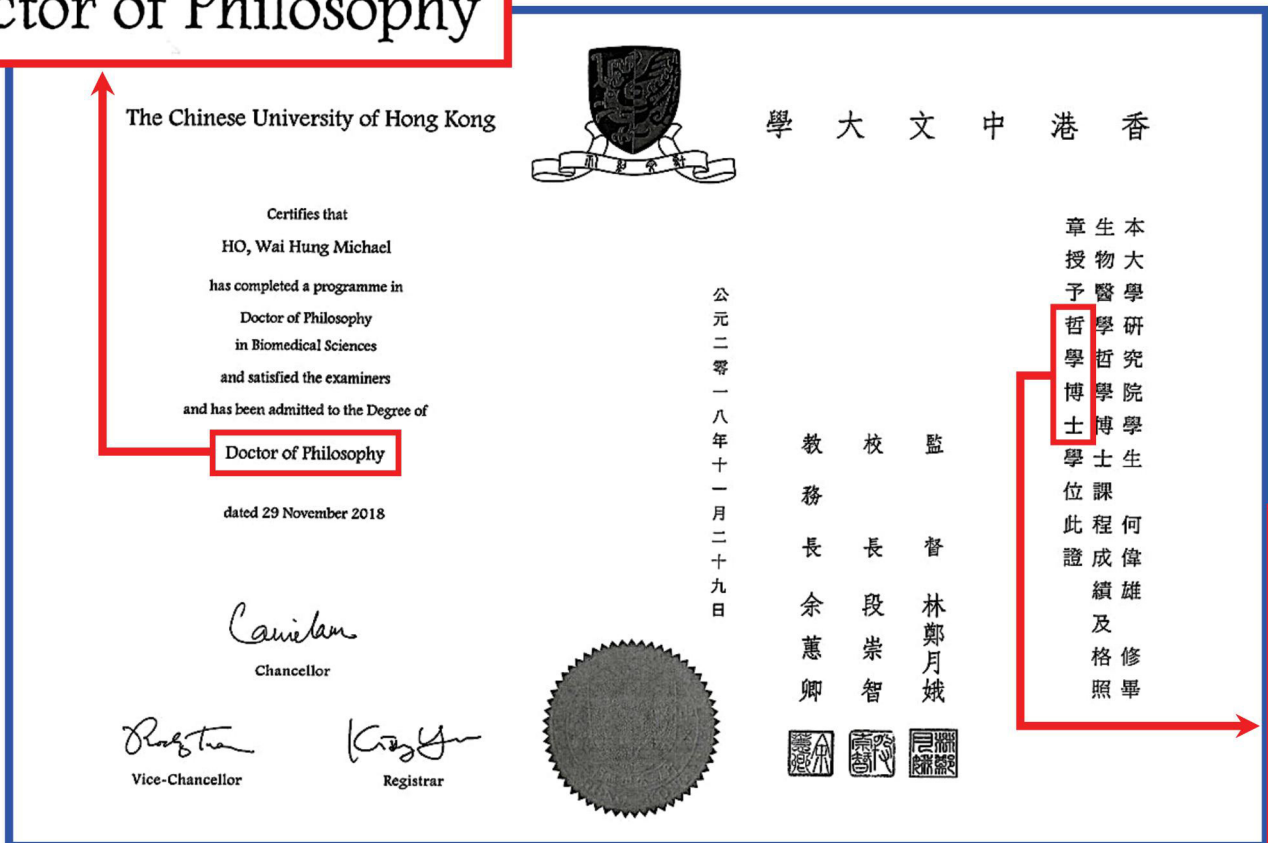 ctor of Philosophy
The Chinese University of Hong Kong
Certifies that
HO, Wai Hung Michael
has completed a programme in
Doctor of Philosophy
in Biomedical Sciences
and satisfied the examiners
and has been admitted to the Degree of
Doctor of Philosophy
dated 29 November 2018
Chancellor
Vice-Chancellor
Registrar
香港中文大學
本大學研究院學生 何偉雄 修畢
生物醫學哲學博士課程成績及格照
章授予哲學博士學位此證
監督 林鄭月娥
校長 段崇智
教務長 余蕙卿
公元二零一八年十一月二十九日